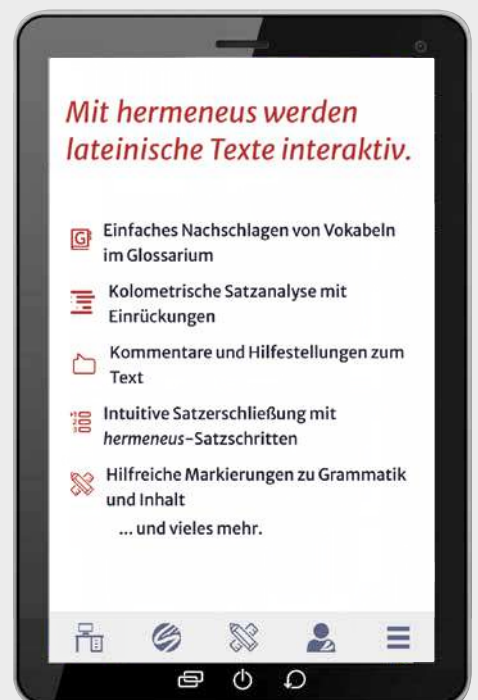 Mit hermeneus werden
lateinische Texte interaktiv.
G
Einfaches Nachschlagen von Vokabeln
im Glossarium
Kolometrische Satzanalyse mit
Einrückungen
Kommentare und Hilfestellungen zum
Text
Intuitive Satzerschließung mit
hermeneus-Satzschritten
Hilfreiche Markierungen zu Grammatik
und Inhalt
... und vieles mehr.